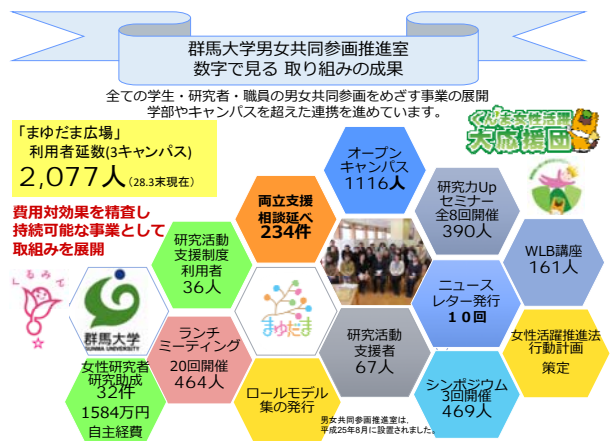 群馬大学男女共同参画推進室
数字で見る 取り組みの成果
全ての学生・研究者・職員の男女共同参画をめざす事業の展開
学部やキャンパスを超えた連携を進めています。
「まゆだま広場」
利用者延数(3キャンパス)
2,077人(28.3末現在)
費用対効果を精査し
持続可能な事業として
取組みを展開
ぐんま女性活躍
大応援団
オープン
キャンパス
1116人
研究力Up
セミナー
全8回開催
390人
両立支援
相談延べ
234件
研究活動
支援制度
利用者
36人
WLB講座
161人
くるみん
群馬大学
GUNMA UNIVERSITY
まゆだま
ニュース
レター発行
10回
ランチ
ミーティング
20回開催
464人
研究活動
支援者
67人
女性活躍推進法
行動計画
策定
女性研究者
研究助成
32件
1584万円
自主経費
ロールモデル
集の発行
シンポジウム
3回開催
469人
男女共同参画推進室は、
平成25年8月に設置されました。